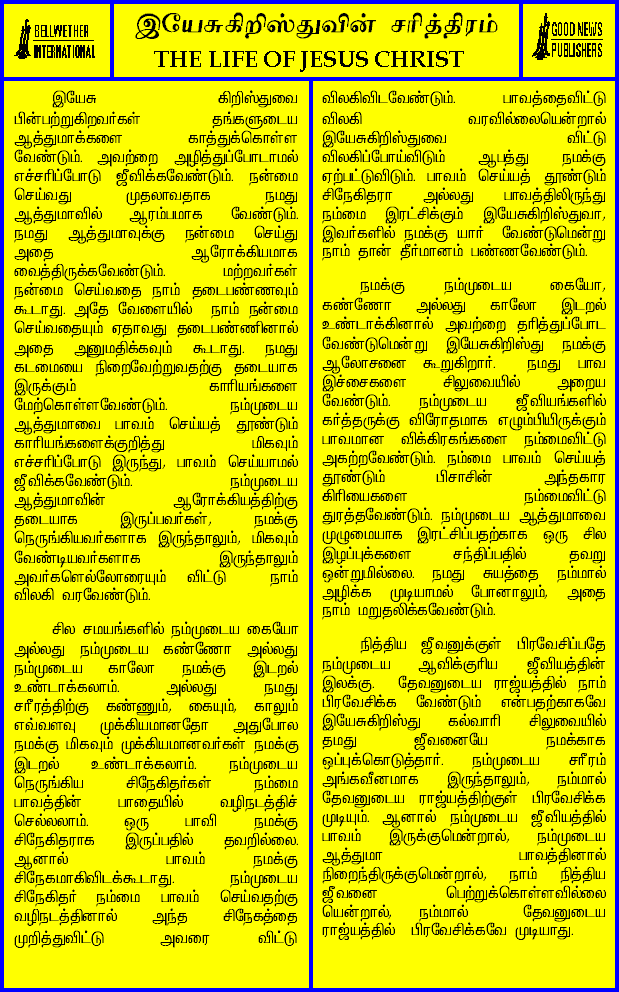 BELLWETHER
INTERNATIONAL
இயேசுகிறிஸ்துவின் சரித்திரம்
THE LIFE OF JESUS CHRIST
GOOD NEWS
PUBLISHERS
இயேசு கிறிஸ்துவை
பின்பற்றுகிறவர்கள் தங்களுடைய
ஆத்துமாக்களை காத்துக்கொள்ள
வேண்டும். அவற்றை அழித்துப்போடாமல்
எச்சரிப்போடு ஜீவிக்கவேண்டும். நன்மை
செய்வது முதலாவதாக நமது
ஆத்துமாவில் ஆரம்பமாக வேண்டும்.
நமது ஆத்துமாவுக்கு நன்மை செய்து
அதை ஆரோக்கியமாக
வைத்திருக்கவேண்டும். மற்றவர்கள்
நன்மை செய்வதை நாம் தடைபண்ணவும்
கூடாது. அதே வேளையில் நாம் நன்மை
செய்வதையும் ஏதாவது தடைபண்ணினால்
அதை அனுமதிக்கவும் கூடாது. நமது
கடமையை நிறைவேற்றுவதற்கு தடையாக
இருக்கும் காரியங்களை
மேற்கொள்ளவேண்டும். நம்முடைய
ஆத்துமாவை பாவம் செய்யத் தூண்டும்
காரியங்களைக்குறித்து மிகவும்
எச்சரிப்போடு இருந்து, பாவம் செய்யாமல்
ஜீவிக்கவேண்டும். நம்முடைய
ஆத்துமாவின் ஆரோக்கியத்திற்கு
தடையாக இருப்பவர்கள், நமக்கு
நெருங்கியவர்களாக இருந்தாலும், மிகவும்
வேண்டியவர்களாக இருந்தாலும்
அவர்களெல்லோரையும் விட்டு நாம்
விலகி வரவேண்டும்.
சில சமயங்களில் நம்முடைய கையோ
அல்லது நம்முடைய கண்ணோ அல்லது
நம்முடைய காலோ நமக்கு இடறல்
உண்டாக்கலாம். அல்லது நமது
சரீரத்திற்கு கண்ணும், கையும், காலும்
எவ்வளவு முக்கியமானதோ அதுபோல
நமக்கு மிகவும் முக்கியமானவர்கள் நமக்கு
இடறல் உண்டாக்கலாம். நம்முடைய
நெருங்கிய சிநேகிதர்கள் நம்மை
பாவத்தின் பாதையில் வழிநடத்திச்
செல்லலாம். ஒரு பாவி நமக்கு
சிநேகிதராக இருப்பதில் தவறில்லை.
ஆனால் பாவம் நமக்கு
சிநேகமாகிவிடக்கூடாது. நம்முடைய
சிநேகிதர் நம்மை பாவம் செய்வதற்கு
வழிநடத்தினால் அந்த சிநேகத்தை
முறித்துவிட்டு அவரை விட்டு
விலகிவிடவேண்டும். பாவத்தைவிட்டு
விலகி வரவில்லையென்றால்
இயேசுகிறிஸ்துவை விட்டு
விலகிப்போய்விடும் ஆபத்து நமக்கு
ஏற்பட்டுவிடும். பாவம் செய்யத் தூண்டும்
சிநேகிதரா அல்லது பாவத்திலிருந்து
நம்மை இரட்சிக்கும் இயேசுகிறிஸ்துவா,
இவர்களில் நமக்கு யார் வேண்டுமென்று
நாம் தான் தீர்மானம் பண்ணவேண்டும்.
நமக்கு நம்முடைய கையோ,
கண்ணோ அல்லது காலோ இடறல்
உண்டாக்கினால் அவற்றை தரித்துப்போட
வேண்டுமென்று இயேசுகிறிஸ்து நமக்கு
ஆலோசனை கூறுகிறார். நமது பாவ
இச்சைகளை சிலுவையில் அறைய
வேண்டும். நம்முடைய ஜீவியங்களில்
கர்த்தருக்கு விரோதமாக எழும்பியிருக்கும்
பாவமான விக்கிரகங்களை நம்மைவிட்டு
அகற்றவேண்டும். நம்மை பாவம் செய்யத்
தூண்டும் பிசாசின் அந்தகார
கிரியைகளை நம்மைவிட்டு
துரத்தவேண்டும். நம்முடைய ஆத்துமாவை
முழுமையாக இரட்சிப்பதற்காக ஒரு சில
இழப்புக்களை சந்திப்பதில் தவறு
ஒன்றுமில்லை. நமது சுயத்தை நம்மால்
அழிக்க முடியாமல் போனாலும், அதை
நாம் மறுதலிக்கவேண்டும்.
நித்திய ஜீவனுக்குள் பிரவேசிப்பதே
நம்முடைய ஆவிக்குரிய ஜீவியத்தின்
இலக்கு. தேவனுடைய ராஜ்யத்தில் நாம்
பிரவேசிக்க வேண்டும் என்பதற்காகவே
இயேசுகிறிஸ்து கல்வாரி சிலுவையில்
தமது ஜீவனையே நமக்காக
ஒப்புக்கொடுத்தார். நம்முடைய சரீரம்
அங்கவீனமாக இருந்தாலும், நம்மால்
தேவனுடைய ராஜ்யத்திற்குள் பிரவேசிக்க
முடியும். ஆனால் நம்முடைய ஜீவியத்தில்
பாவம் இருக்குமென்றால், நம்முடைய
ஆத்துமா பாவத்தினால்
நிறைந்திருக்குமென்றால், நாம் நித்திய
ஜீவனை பெற்றுக்கொள்ளவில்லை
யென்றால், நம்மால் தேவனுடைய
ராஜ்யத்தில் பிரவேசிக்கவே முடியாது.